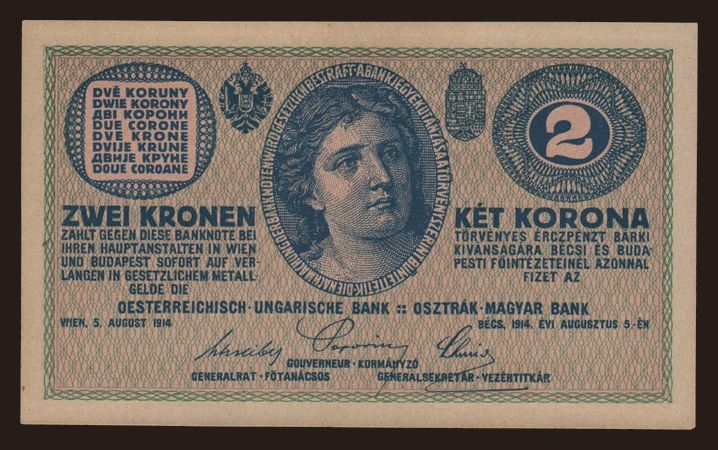 DVĚ KORUNY
DWIE KORONY
ДВІ КОРОНИ
DUE CORONE
DVE KRONE
DVIJE KRUNE
ДВИЈЕ КРУНЕ
DOUE COROANE
2
ZWEI KRONEN
ZAHLT GEGEN DIESE BANKNOTE BEI
IHREN HAUPTANSTALTEN IN WIEN
UND BUDAPEST SOFORT AUF VER-
LANGEN IN GESETZLICHEM METALL-
GELDE DIE
KÉT KORONA
TÖRVÉNYES ÉRCZPÉNZT BÁRKI
KIVÁNSÁGÁRA BÉCSI ÉS BUDA-
PESTI FŐINTÉZETEINÉL AZONNAL
FIZET AZ
OESTERREICHISCH-UNGARISCHE BANK :: OSZTRÁK-MAGYAR BANK
WIEN, 5. AUGUST 1914
BÉCS, 1914. ÉVI AUGUSZTUS 5.-ÉN
GOUVERNEUR · KORMÁNYZÓ
GENERALRAT · FŐTANÁCSOS
GENERALSEKRETÄR · VEZÉRTITKÁR